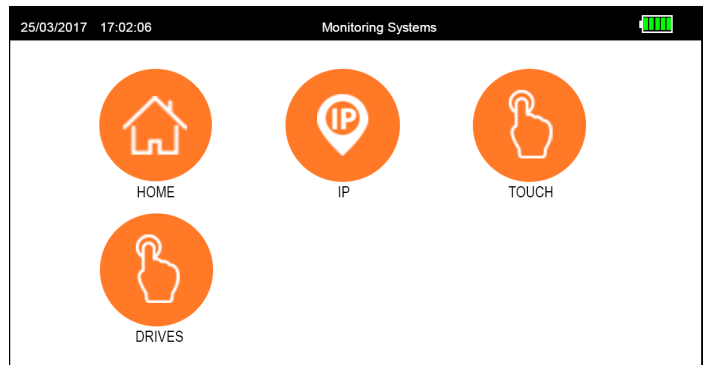 25/03/2017 17:02:06 Monitoring Systems
IP
HOME IP TOUCH
DRIVES